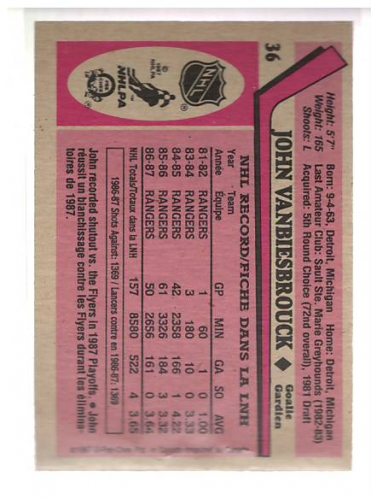 36
JOHN VANBIESBROUCK ◆ Goalie
Gardien
Height: 5'7" Born: 9-4-63, Detroit, Michigan Home: Detroit, Michigan
Weight: 165 Last Amateur Club: Sault Ste. Marie Greyhounds (1982-83)
Shoots: L Acquired: 5th Round Choice (72nd overall), 1981 Draft
NHL RECORD/FICHE DANS LA LNH
Year Team GP MIN GA SO AVG
Année Équipe
81-82 RANGERS 1 60 1 0 1.00
83-84 RANGERS 3 180 10 0 3.33
84-85 RANGERS 42 2358 166 1 4.22
85-86 RANGERS 61 3326 184 3 3.32
86-87 RANGERS 50 2656 161 0 3.64
NHL Totals/Totaux dans la LNH 157 8580 522 4 3.65
1986-87 Shots Against: 1369 / Lancers contre en
1986-87: 1369
John recorded shutout vs. the Flyers in 1987 Playoffs. ◆ John
réussit un blanchissage contre les Flyers durant les élimina-
toires de 1987.
NHL
1987
NHLPA
NHLPA